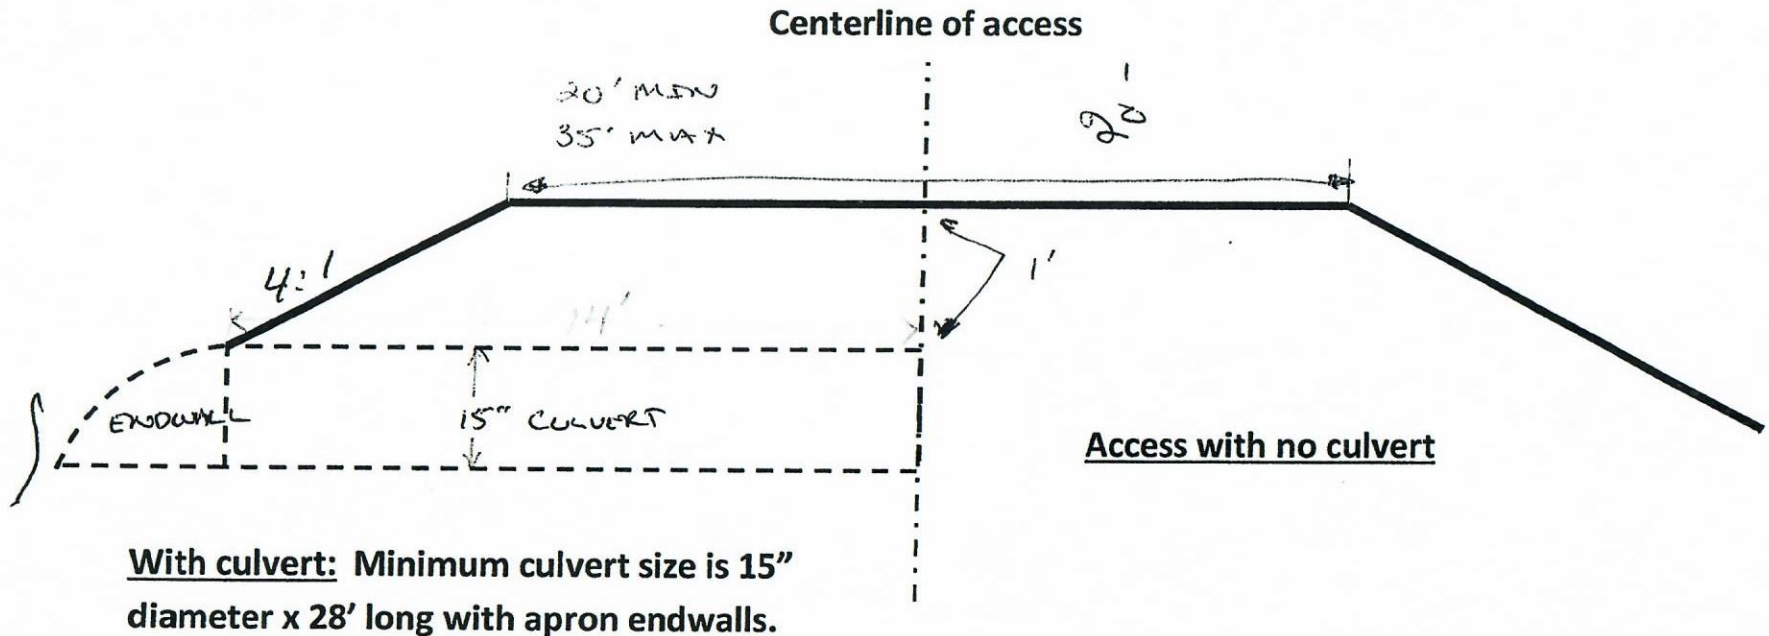 Centerline of access
20' MIN
35' MAX
20'
4:1
1'
14'
ENDWALL
15" CULVERT
Access with no culvert
With culvert: Minimum culvert size is 15”
diameter x 28’ long with apron endwalls.